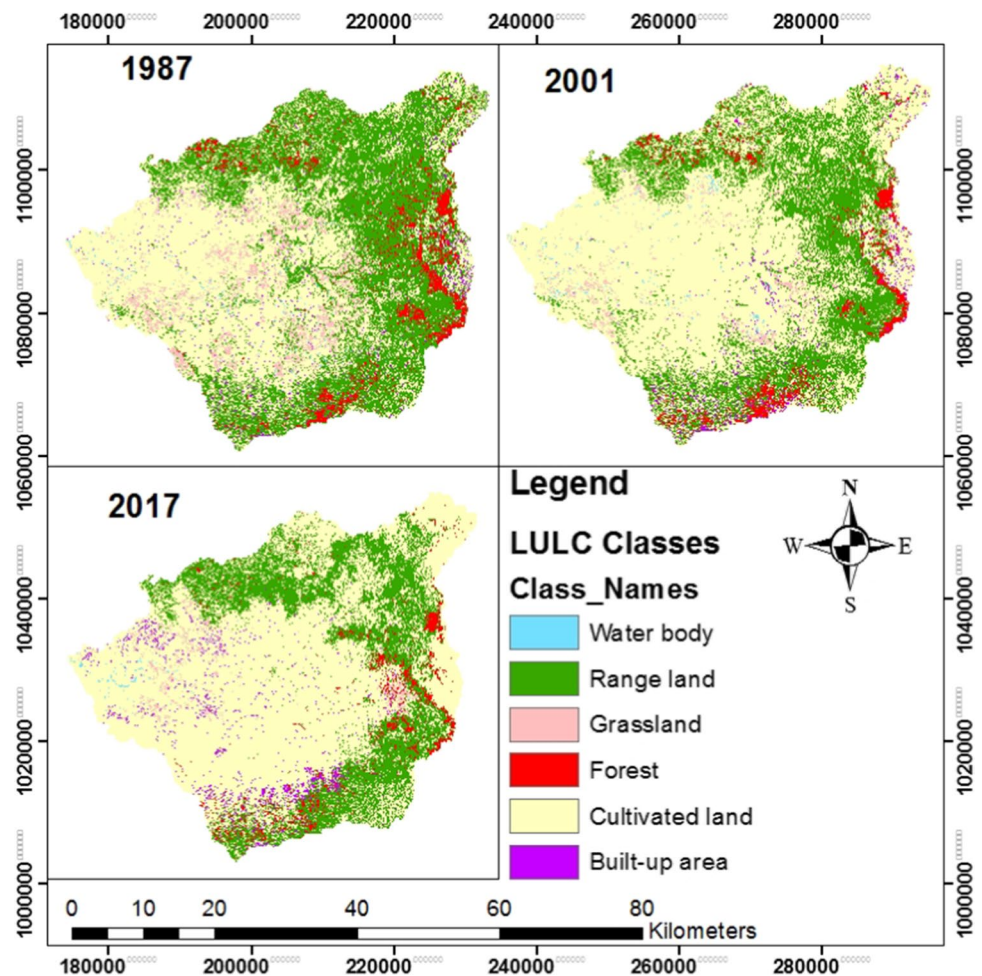 180000 200000 220000 240000 260000 280000
1987
2001
1100000 1100000
1080000 1080000
1060000 1060000
2017
Legend
LULC Classes
Class_Names
Water body
Range land
Grassland
Forest
Cultivated land
Built-up area
N
W E
S
1040000 1040000
1020000 1020000
1000000 1000000
0 10 20 40 60 80
Kilometers
180000 200000 220000 240000 260000 280000